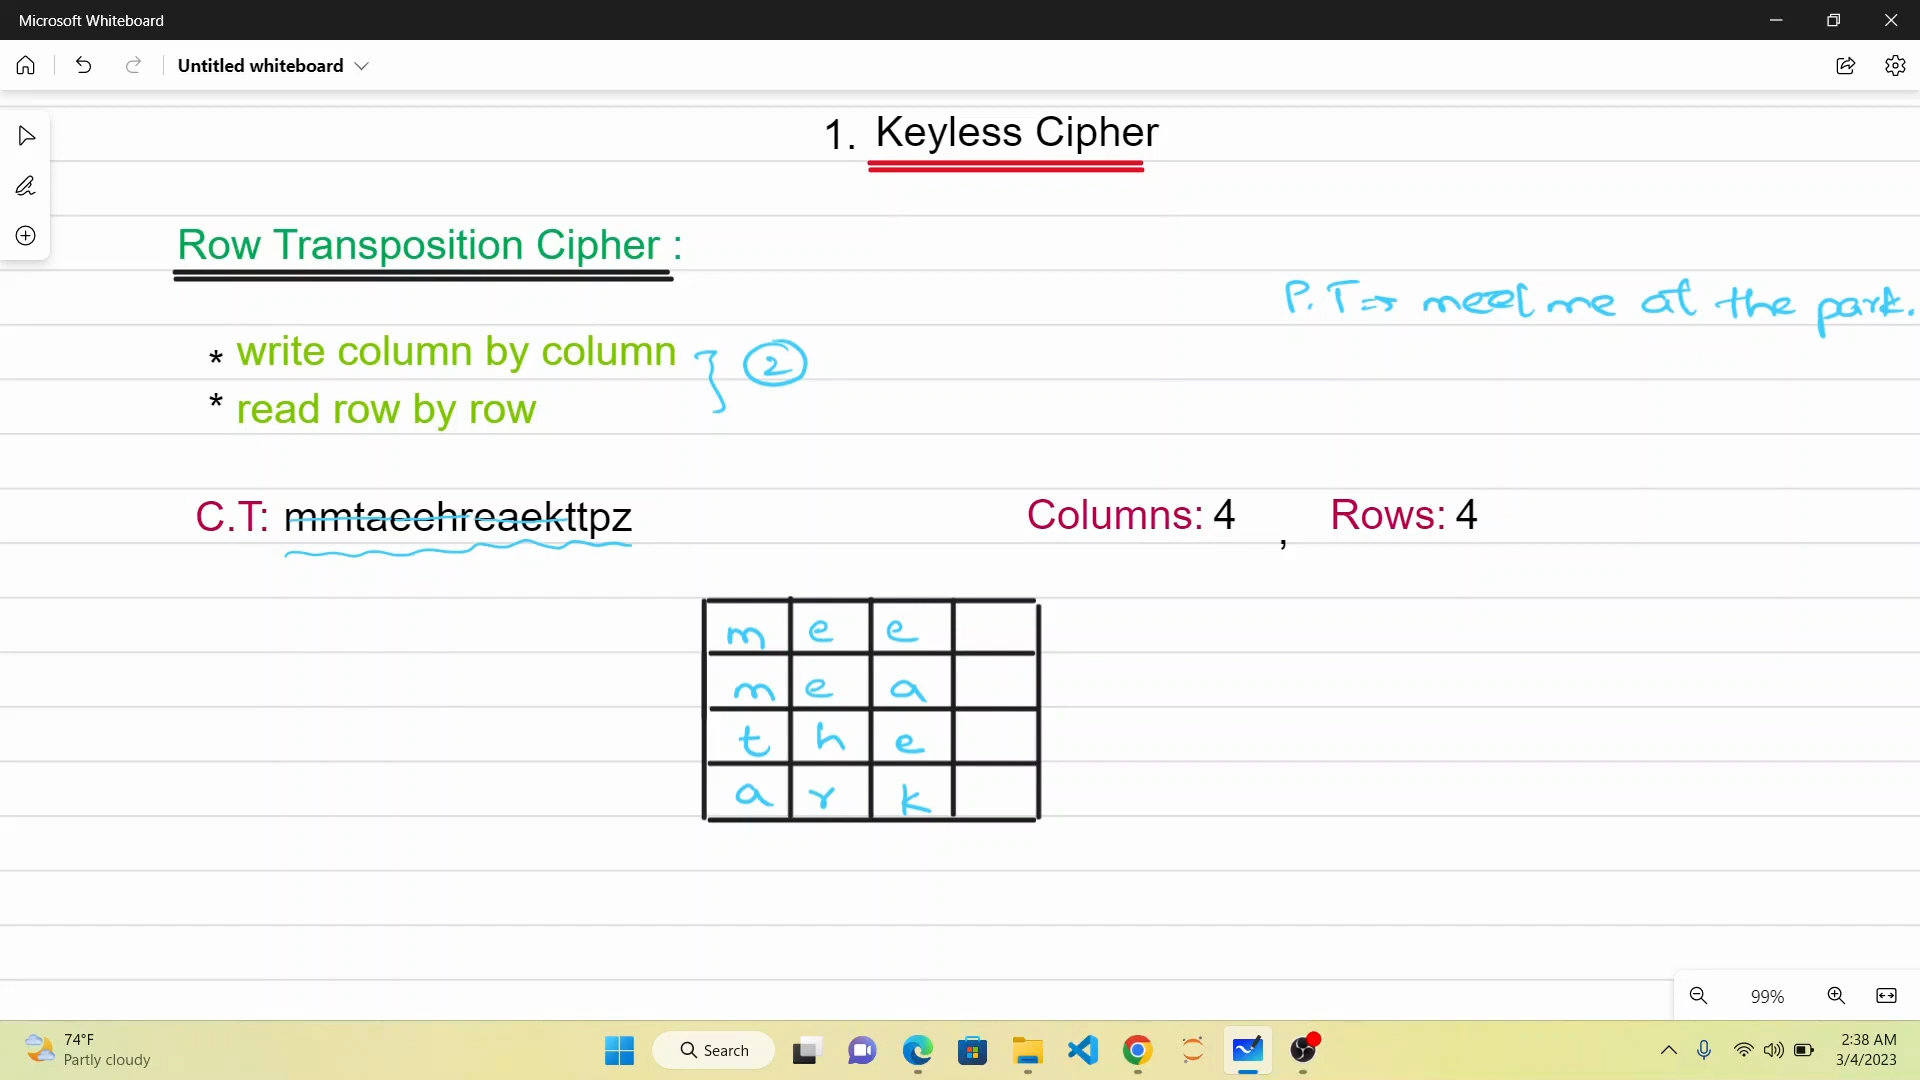 Microsoft Whiteboard
Untitled whiteboard
1. Keyless Cipher
Row Transposition Cipher :
P.T => meet me at the park.
* write column by column } 2
* read row by row
C.T: mmtaeehreaekttpz
Columns: 4 , Rows: 4
m e e
m e a
t h e
a r k
99%
74°F
Partly cloudy
Search
2:38 AM
3/4/2023